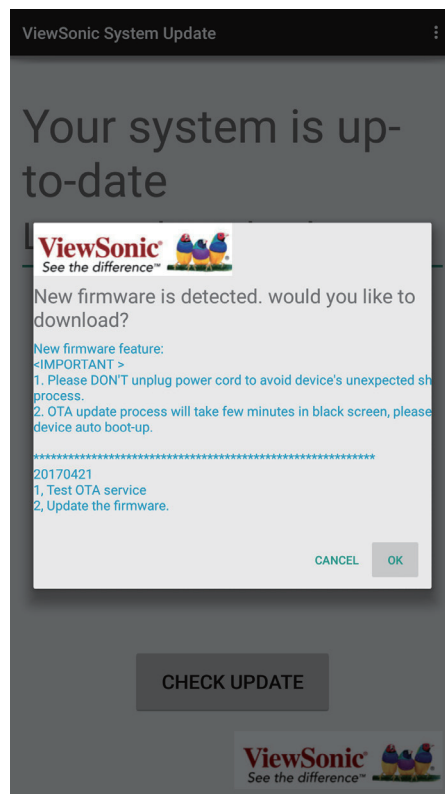 ViewSonic System Update
Your system is up-
to-date
ViewSonic®
See the difference™
New firmware is detected. would you like to
download?
New firmware feature:
<IMPORTANT >
1. Please DON'T unplug power cord to avoid device's unexpected sh
process.
2. OTA update process will take few minutes in black screen, please
device auto boot-up.
***********************************************************
20170421
1, Test OTA service
2, Update the firmware.
CANCEL OK
CHECK UPDATE
ViewSonic®
See the difference™